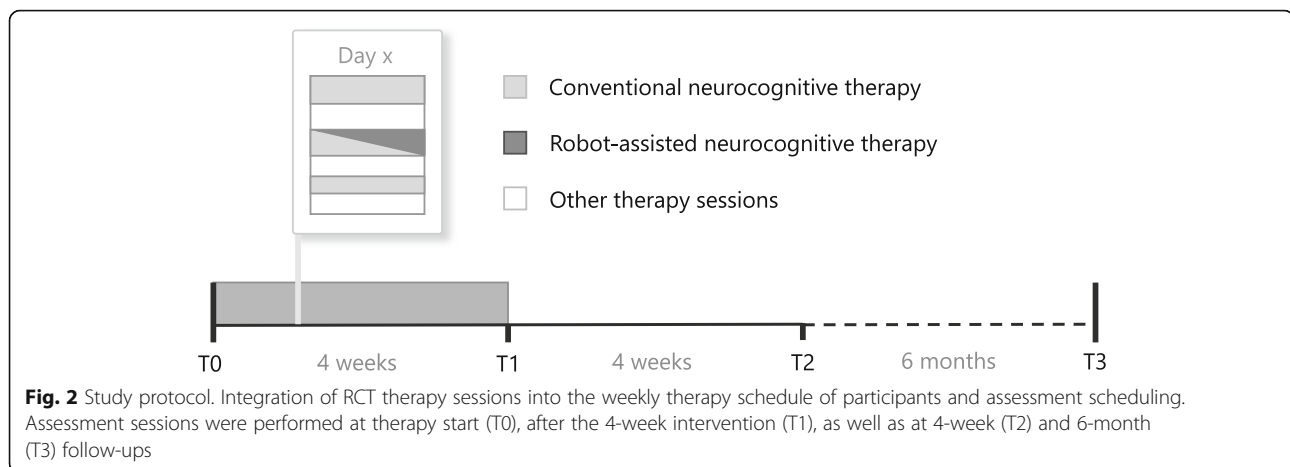 Day x
Conventional neurocognitive therapy
Robot-assisted neurocognitive therapy
Other therapy sessions
T0 4 weeks T1 4 weeks T2 6 months T3
Fig. 2 Study protocol. Integration of RCT therapy sessions into the weekly therapy schedule of participants and assessment scheduling.
Assessment sessions were performed at therapy start (T0), after the 4-week intervention (T1), as well as at 4-week (T2) and 6-month
(T3) follow-ups